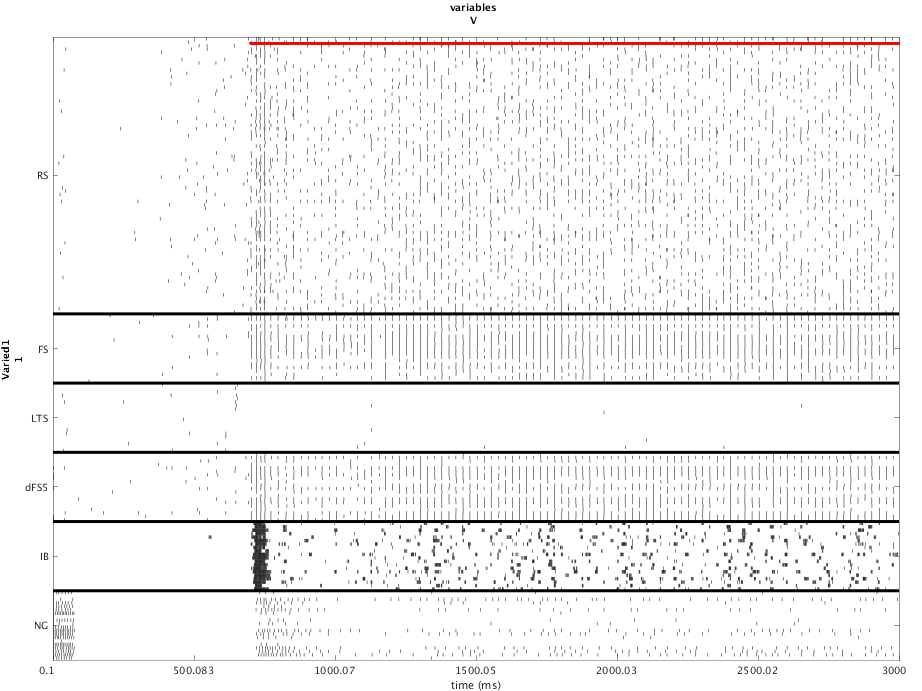 variables
V
RS
FS
LTS
dFS5
IB
NG
Varied1
1
0.1 500.083 1000.07 1500.05 2000.03 2500.02 3000
time (ms)